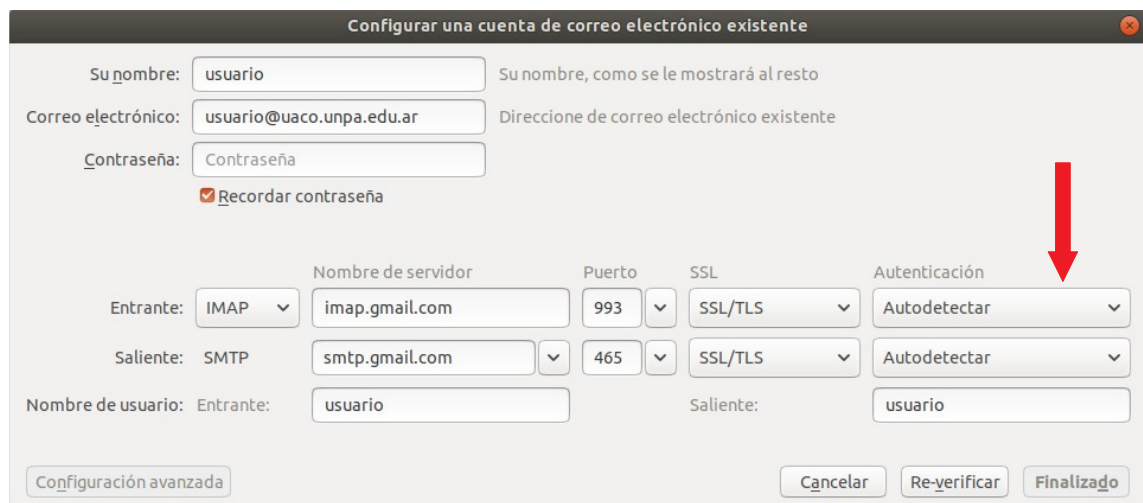 Configurar una cuenta de correo electrónico existente
Su nombre: usuario Su nombre, como se le mostrará al resto
Correo electrónico: usuario@uaco.unpa.edu.ar Direccione de correo electrónico existente
Contraseña: Contraseña
Recordar contraseña
Nombre de servidor Puerto SSL Autenticación
Entrante: IMAP imap.gmail.com 993 SSL/TLS Autodetectar
Saliente: SMTP smtp.gmail.com 465 SSL/TLS Autodetectar
Nombre de usuario: Entrante: usuario Saliente: usuario
Configuración avanzada Cancelar Re-verificar Finalizado